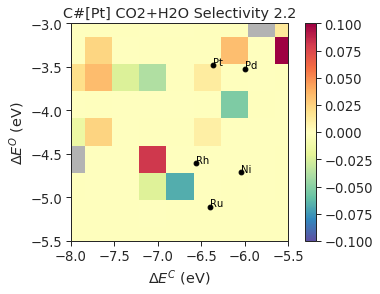 C#[Pt] CO2+H2O Selectivity 2.2
−3.0
−3.5
−4.0
−4.5
−5.0
−5.5
ΔE^O (eV)
Pt
Pd
Rh
Ni
Ru
−8.0 −7.5 −7.0 −6.5 −6.0 −5.5
ΔE^C (eV)
0.100
0.075
0.050
0.025
0.000
−0.025
−0.050
−0.075
−0.100